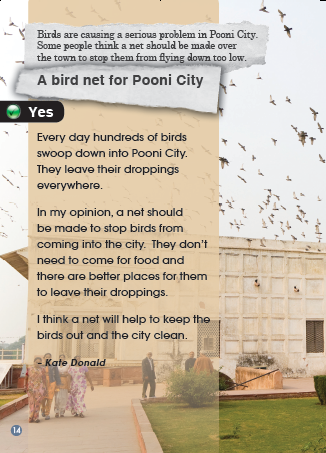 Birds are causing a serious problem in Pooni City.
Some people think a net should be made over
the town to stop them from flying down too low.
A bird net for Pooni City
Yes
Every day hundreds of birds
swoop down into Pooni City.
They leave their droppings
everywhere.
In my opinion, a net should
be made to stop birds from
coming into the city. They don't
need to come for food and
there are better places for them
to leave their droppings.
I think a net will help to keep the
birds out and the city clean.
– Kate Donald
14